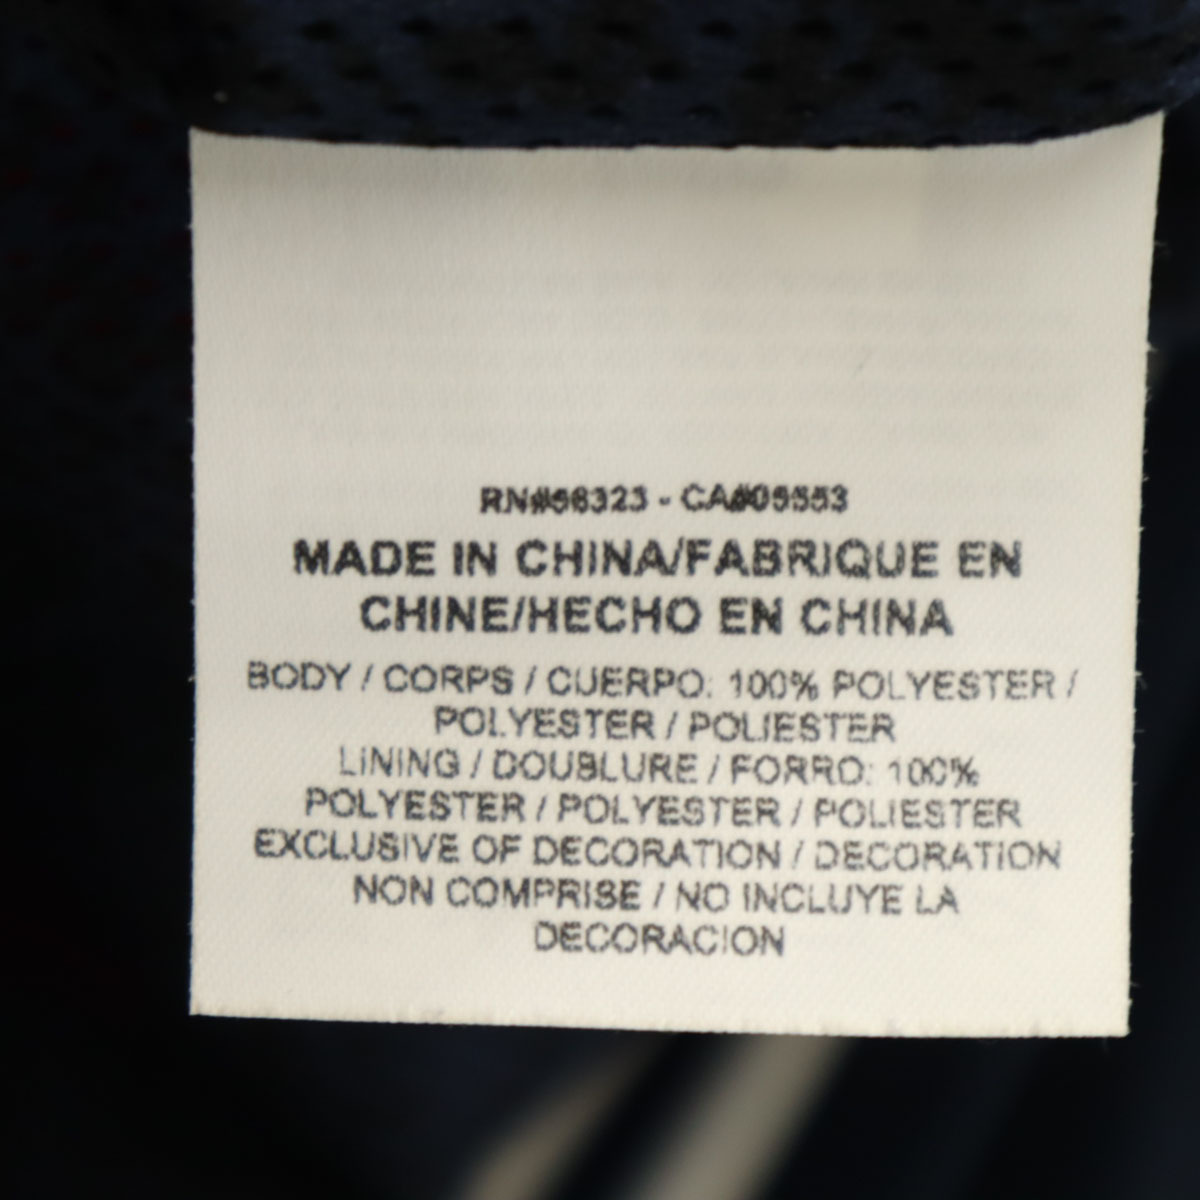 RN#56323 - CA#05553
MADE IN CHINA/FABRIQUE EN
CHINE/HECHO EN CHINA
BODY / CORPS / CUERPO: 100% POLYESTER /
POLYESTER / POLIESTER
LINING / DOUBLURE / FORRO: 100%
POLYESTER / POLYESTER / POLIESTER
EXCLUSIVE OF DECORATION / DECORATION
NON COMPRISE / NO INCLUYE LA
DECORACION